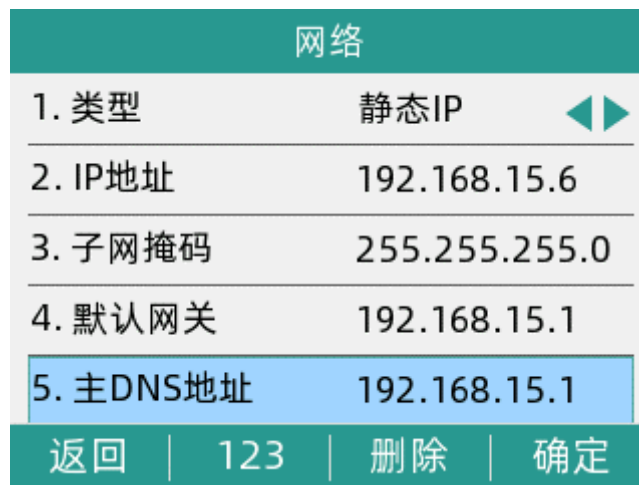 网络
1. 类型 静态IP
2. IP地址 192.168.15.6
3. 子网掩码 255.255.255.0
4. 默认网关 192.168.15.1
5. 主DNS地址 192.168.15.1
返回 123 删除 确定